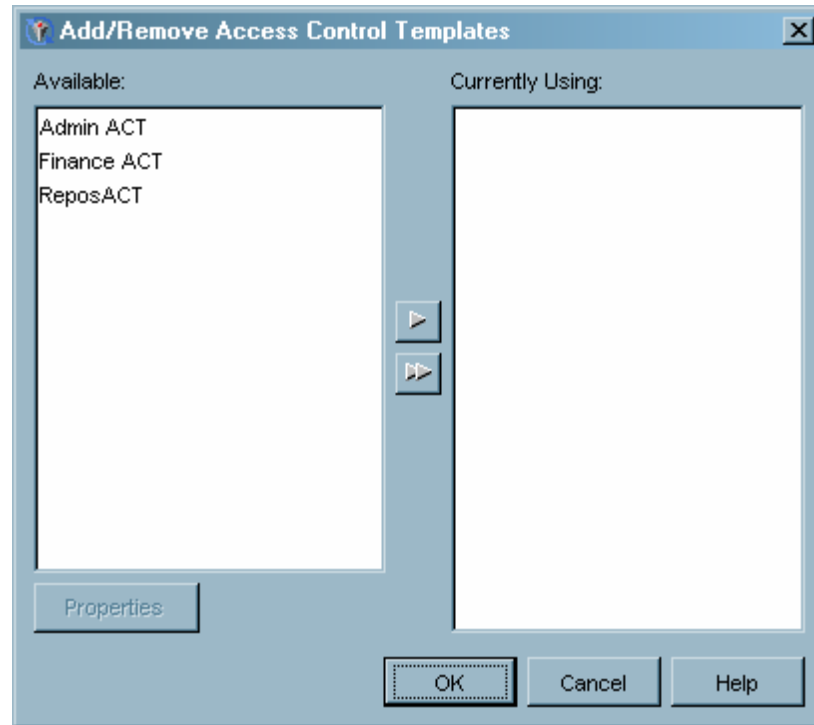 Add/Remove Access Control Templates
Available:
Currently Using:
Admin ACT
Finance ACT
ReposACT
Properties
OK
Cancel
Help